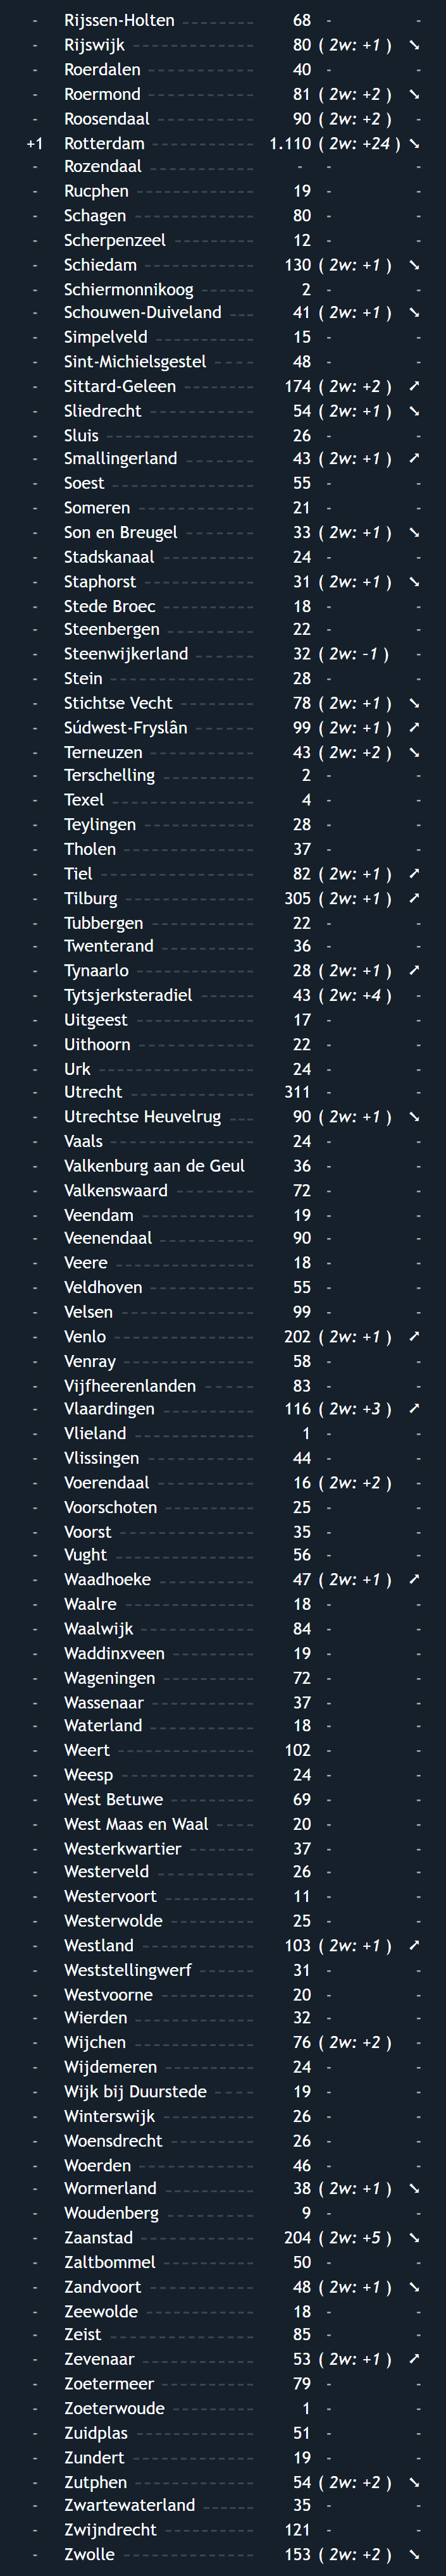 - Rijssen-Holten 68 - -
- Rijswijk 80 ( 2w: +1 ) ➘
- Roerdalen 40 - -
- Roermond 81 ( 2w: +2 ) ➘
- Roosendaal 90 ( 2w: +2 ) -
+1 Rotterdam 1.110 ( 2w: +24 ) ➘
- Rozendaal - - -
- Rucphen 19 - -
- Schagen 80 - -
- Scherpenzeel 12 - -
- Schiedam 130 ( 2w: +1 ) ➘
- Schiermonnikoog 2 - -
- Schouwen-Duiveland 41 ( 2w: +1 ) ➘
- Simpelveld 15 - -
- Sint-Michielsgestel 48 - -
- Sittard-Geleen 174 ( 2w: +2 ) ➚
- Sliedrecht 54 ( 2w: +1 ) ➘
- Sluis 26 - -
- Smallingerland 43 ( 2w: +1 ) ➚
- Soest 55 - -
- Someren 21 - -
- Son en Breugel 33 ( 2w: +1 ) ➘
- Stadskanaal 24 - -
- Staphorst 31 ( 2w: +1 ) ➘
- Stede Broec 18 - -
- Steenbergen 22 - -
- Steenwijkerland 32 ( 2w: -1 ) -
- Stein 28 - -
- Stichtse Vecht 78 ( 2w: +1 ) ➘
- Súdwest-Fryslân 99 ( 2w: +1 ) ➚
- Terneuzen 43 ( 2w: +2 ) ➘
- Terschelling 2 - -
- Texel 4 - -
- Teylingen 28 - -
- Tholen 37 - -
- Tiel 82 ( 2w: +1 ) ➚
- Tilburg 305 ( 2w: +1 ) ➚
- Tubbergen 22 - -
- Twenterand 36 - -
- Tynaarlo 28 ( 2w: +1 ) ➚
- Tytsjerksteradiel 43 ( 2w: +4 ) -
- Uitgeest 17 - -
- Uithoorn 22 - -
- Urk 24 - -
- Utrecht 311 - -
- Utrechtse Heuvelrug 90 ( 2w: +1 ) ➘
- Vaals 24 - -
- Valkenburg aan de Geul 36 - -
- Valkenswaard 72 - -
- Veendam 19 - -
- Veenendaal 90 - -
- Veere 18 - -
- Veldhoven 55 - -
- Velsen 99 - -
- Venlo 202 ( 2w: +1 ) ➚
- Venray 58 - -
- Vijfheerenlanden 83 - -
- Vlaardingen 116 ( 2w: +3 ) ➚
- Vlieland 1 - -
- Vlissingen 44 - -
- Voerendaal 16 ( 2w: +2 ) -
- Voorschoten 25 - -
- Voorst 35 - -
- Vught 56 - -
- Waadhoeke 47 ( 2w: +1 ) ➚
- Waalre 18 - -
- Waalwijk 84 - -
- Waddinxveen 19 - -
- Wageningen 72 - -
- Wassenaar 37 - -
- Waterland 18 - -
- Weert 102 - -
- Weesp 24 - -
- West Betuwe 69 - -
- West Maas en Waal 20 - -
- Westerkwartier 37 - -
- Westerveld 26 - -
- Westervoort 11 - -
- Westerwolde 25 - -
- Westland 103 ( 2w: +1 ) ➚
- Weststellingwerf 31 - -
- Westvoorne 20 - -
- Wierden 32 - -
- Wijchen 76 ( 2w: +2 ) -
- Wijdemeren 24 - -
- Wijk bij Duurstede 19 - -
- Winterswijk 26 - -
- Woensdrecht 26 - -
- Woerden 46 - -
- Wormerland 38 ( 2w: +1 ) ➘
- Woudenberg 9 - -
- Zaanstad 204 ( 2w: +5 ) ➘
- Zaltbommel 50 - -
- Zandvoort 48 ( 2w: +1 ) ➘
- Zeewolde 18 - -
- Zeist 85 - -
- Zevenaar 53 ( 2w: +1 ) ➚
- Zoetermeer 79 - -
- Zoeterwoude 1 - -
- Zuidplas 51 - -
- Zundert 19 - -
- Zutphen 54 ( 2w: +2 ) ➘
- Zwartewaterland 35 - -
- Zwijndrecht 121 - -
- Zwolle 153 ( 2w: +2 ) ➘